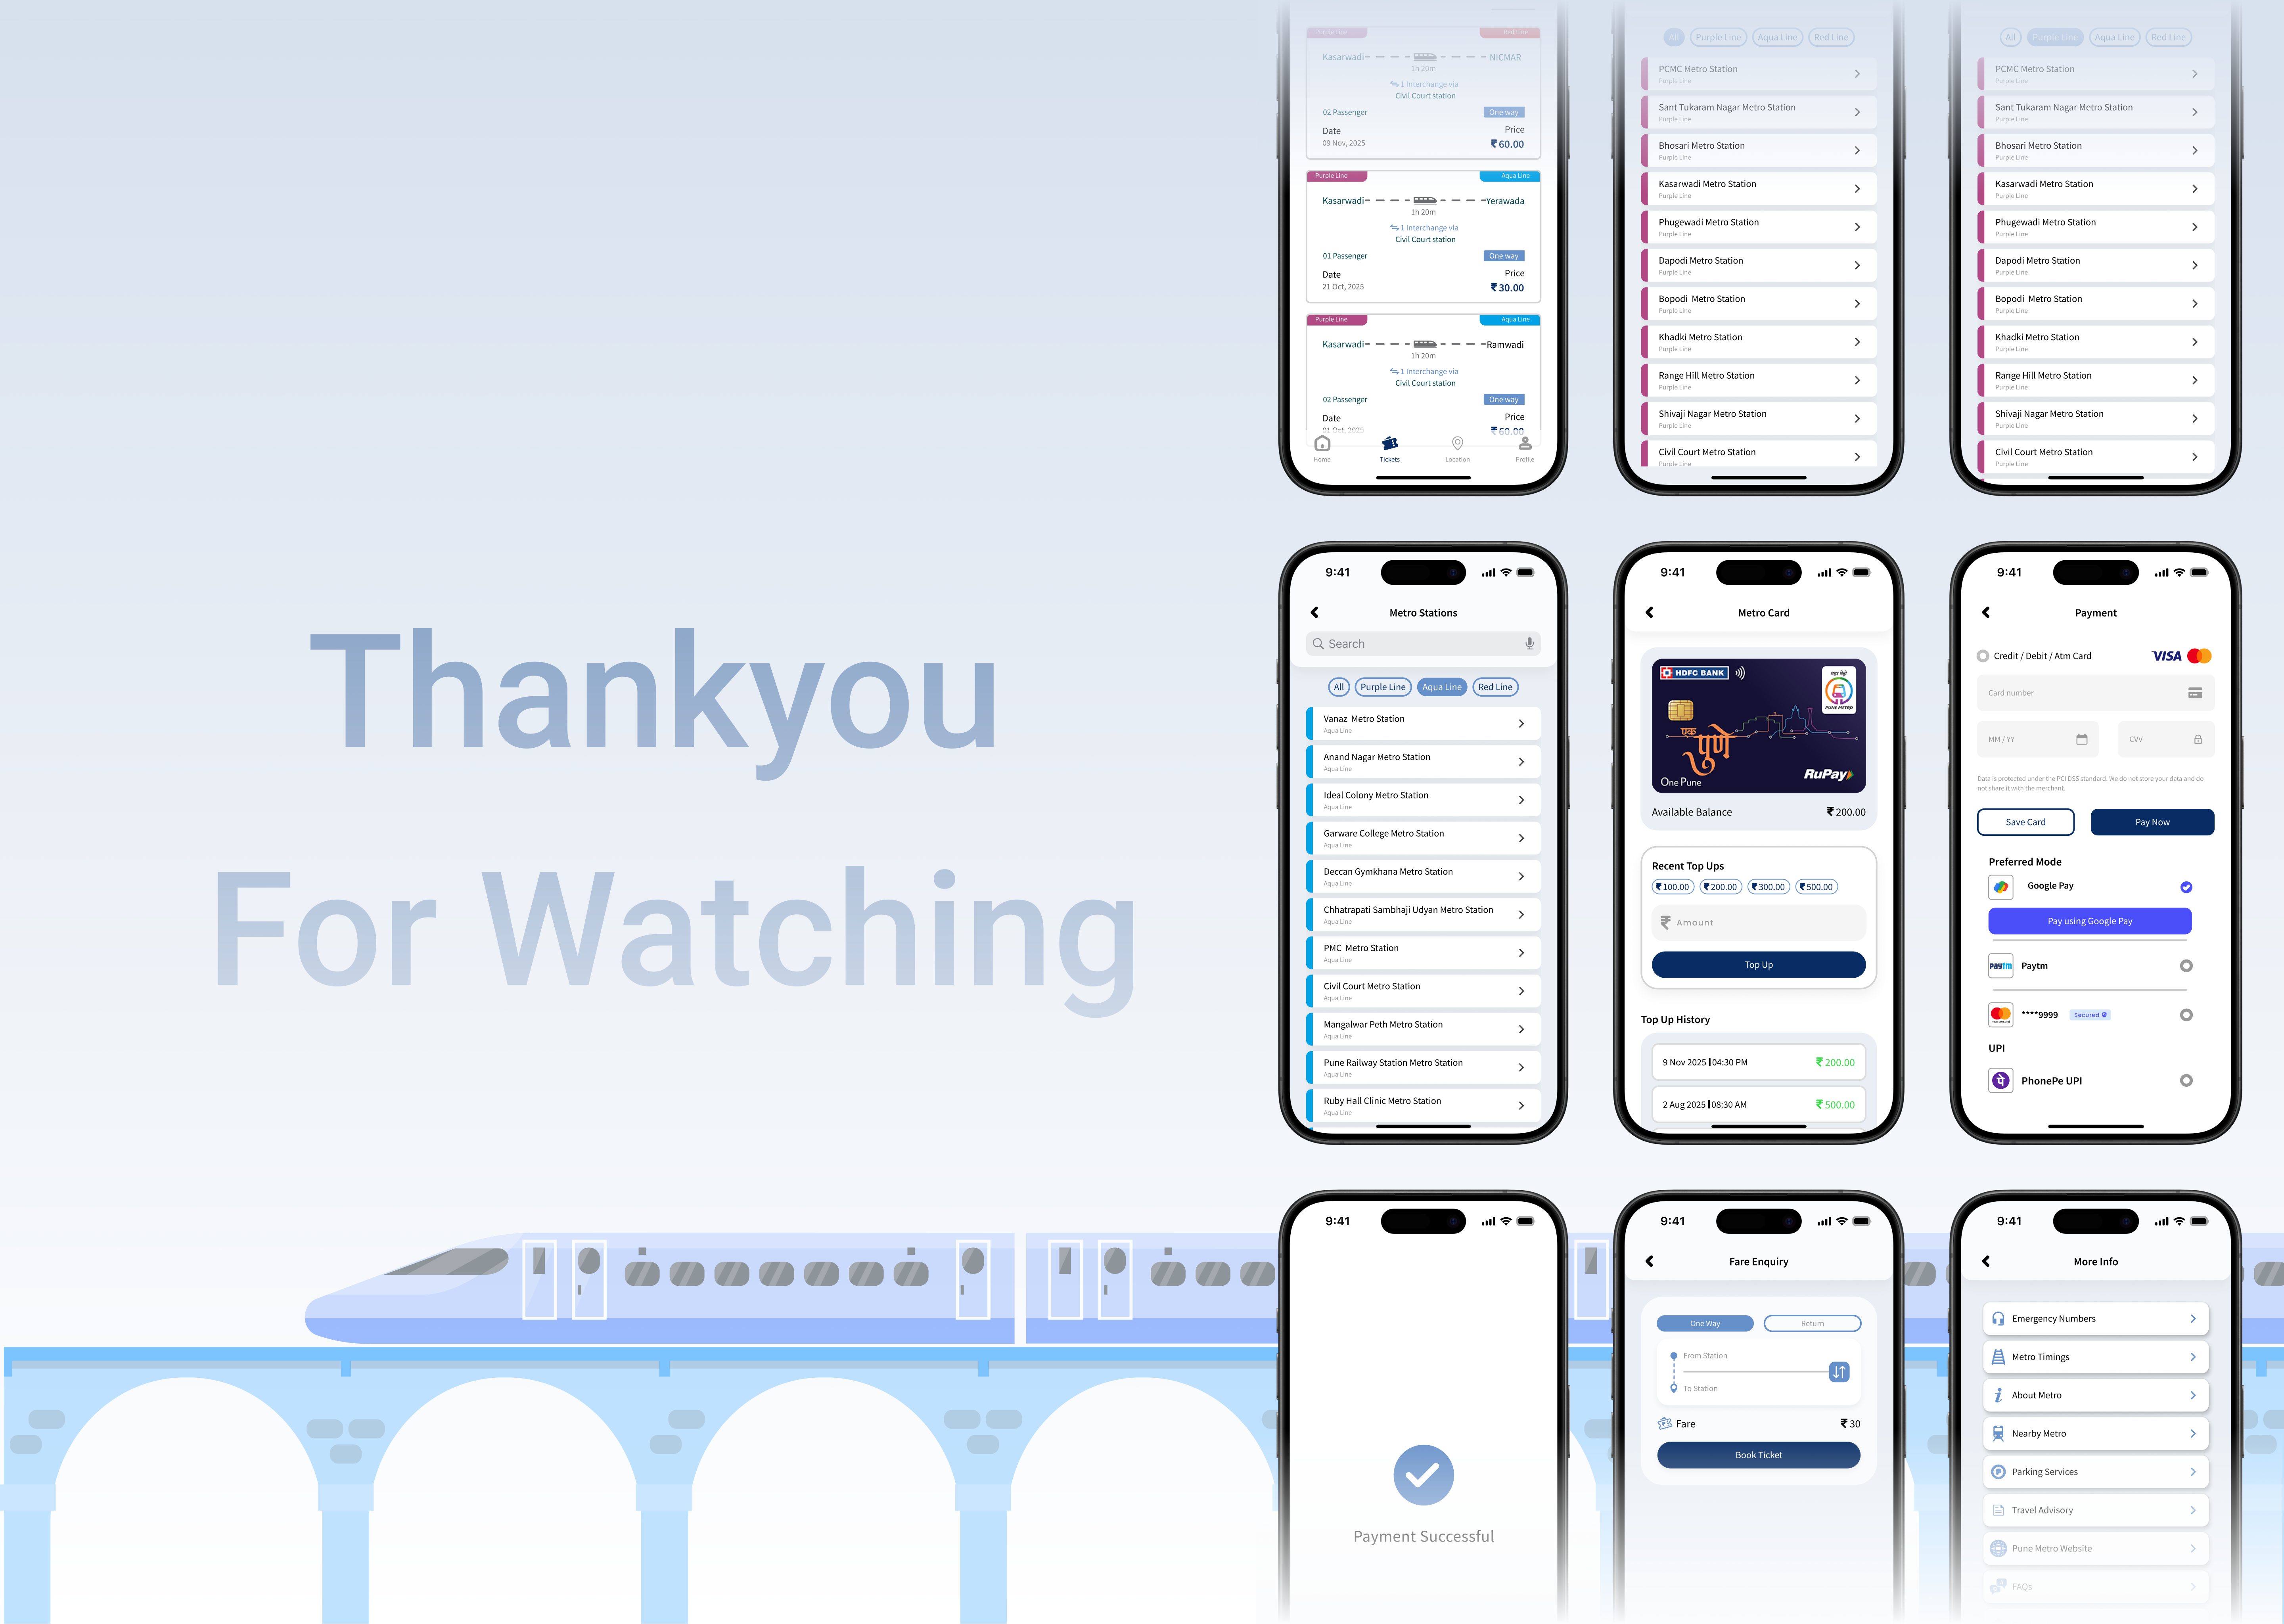 Thankyou
For Watching
Purple Line
Red Line
Kasarwadi
NICMAR
1h 20m
1 Interchange via
Civil Court station
02 Passenger
One way
Date
Price
09 Nov, 2025
₹ 60.00
Purple Line
Aqua Line
Kasarwadi
Yerawada
1h 20m
1 Interchange via
Civil Court station
01 Passenger
One way
Date
Price
21 Oct, 2025
₹ 30.00
Purple Line
Aqua Line
Kasarwadi
Ramwadi
1h 20m
1 Interchange via
Civil Court station
02 Passenger
One way
Date
Price
01 Oct, 2025
₹ 60.00
Home
Tickets
Location
Profile
All
Purple Line
Aqua Line
Red Line
PCMC Metro Station
Purple Line
Sant Tukaram Nagar Metro Station
Purple Line
Bhosari Metro Station
Purple Line
Kasarwadi Metro Station
Purple Line
Phugewadi Metro Station
Purple Line
Dapodi Metro Station
Purple Line
Bopodi Metro Station
Purple Line
Khadki Metro Station
Purple Line
Range Hill Metro Station
Purple Line
Shivaji Nagar Metro Station
Purple Line
Civil Court Metro Station
Purple Line
All
Purple Line
Aqua Line
Red Line
PCMC Metro Station
Purple Line
Sant Tukaram Nagar Metro Station
Purple Line
Bhosari Metro Station
Purple Line
Kasarwadi Metro Station
Purple Line
Phugewadi Metro Station
Purple Line
Dapodi Metro Station
Purple Line
Bopodi Metro Station
Purple Line
Khadki Metro Station
Purple Line
Range Hill Metro Station
Purple Line
Shivaji Nagar Metro Station
Purple Line
Civil Court Metro Station
Purple Line
9:41
Metro Stations
Search
All
Purple Line
Aqua Line
Red Line
Vanaz Metro Station
Aqua Line
Anand Nagar Metro Station
Aqua Line
Ideal Colony Metro Station
Aqua Line
Garware College Metro Station
Aqua Line
Deccan Gymkhana Metro Station
Aqua Line
Chhatrapati Sambhaji Udyan Metro Station
Aqua Line
PMC Metro Station
Aqua Line
Civil Court Metro Station
Aqua Line
Mangalwar Peth Metro Station
Aqua Line
Pune Railway Station Metro Station
Aqua Line
Ruby Hall Clinic Metro Station
Aqua Line
9:41
Metro Card
HDFC BANK
महा मेट्रो
PUNE METRO
एक
पुणे
One Pune
RuPay
Available Balance
₹ 200.00
Recent Top Ups
₹ 100.00
₹ 200.00
₹ 300.00
₹ 500.00
₹ Amount
Top Up
Top Up History
9 Nov 2025 | 04:30 PM
₹ 200.00
2 Aug 2025 | 08:30 AM
₹ 500.00
9:41
Payment
Credit / Debit / Atm Card
VISA
Card number
MM / YY
CVV
Data is protected under the PCI DSS standard. We do not store your data and do
not share it with the merchant.
Save Card
Pay Now
Preferred Mode
Google Pay
Pay using Google Pay
Paytm
Paytm
mastercard
****9999
Secured
UPI
पे
PhonePe UPI
9:41
Payment Successful
9:41
Fare Enquiry
One Way
Return
From Station
To Station
Fare
₹ 30
Book Ticket
9:41
More Info
Emergency Numbers
Metro Timings
About Metro
Nearby Metro
Parking Services
Travel Advisory
Pune Metro Website
FAQs